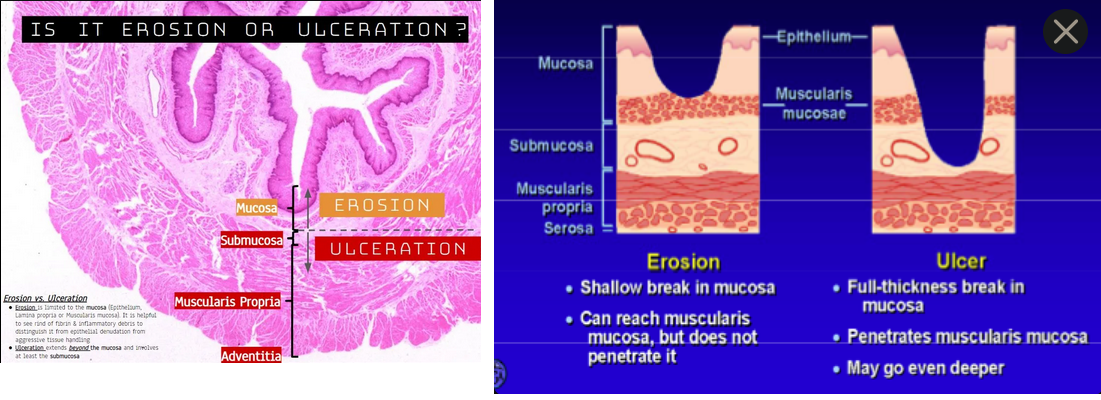 IS IT EROSION OR ULCERATION?
Mucosa
EROSION
Submucosa
ULCERATION
Muscularis Propria
Adventitia
Erosion vs. Ulceration
• Erosion is limited to the mucosa (Epithelium,
Lamina propria or Muscularis mucosa). It is helpful
to see rind of fibrin & inflammatory debris to
distinguish it from epithelial denudation from
aggressive tissue handling
• Ulceration extends beyond the mucosa and involves
at least the submucosa
Epithelium
Mucosa
Muscularis
mucosae
Submucosa
Muscularis
propria
Serosa
Erosion
• Shallow break in mucosa
• Can reach muscularis
mucosa, but does not
penetrate it
Ulcer
• Full-thickness break in
mucosa
• Penetrates muscularis mucosa
• May go even deeper